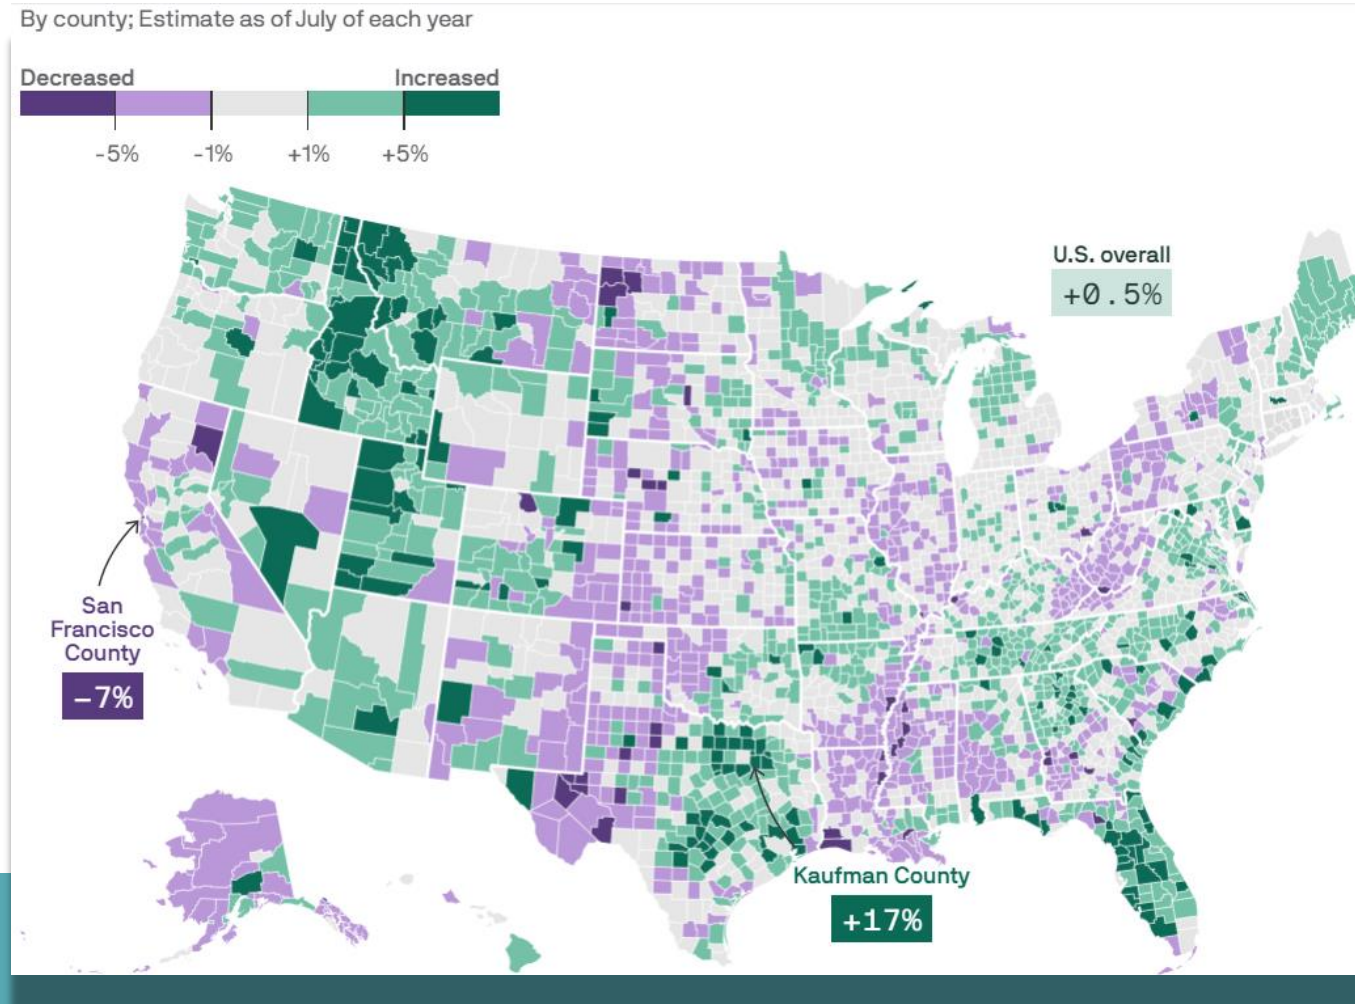 By county; Estimate as of July of each year
Decreased Increased
-5% -1% +1% +5%
U.S. overall
+0.5%
San
Francisco
County
-7%
Kaufman County
+17%